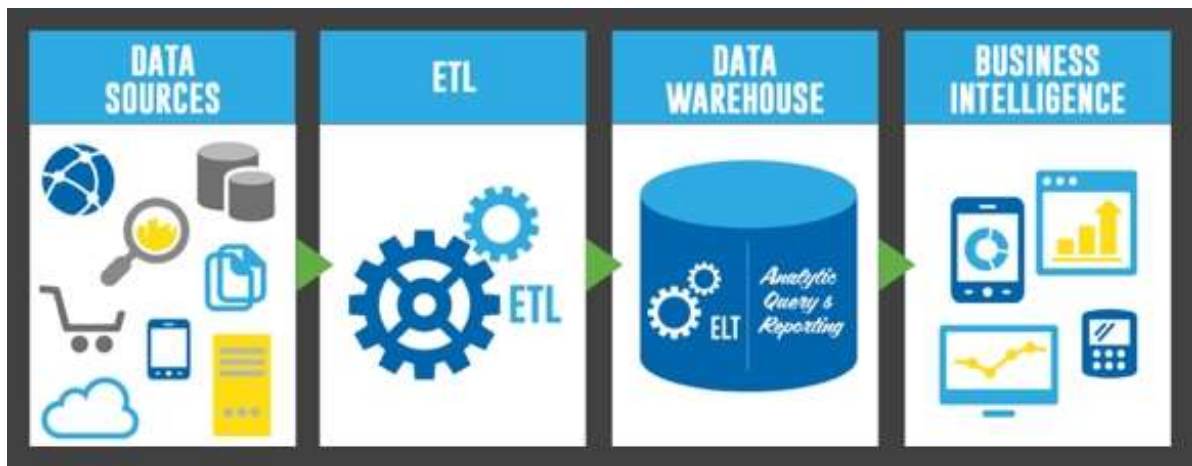 DATA
SOURCES
ETL
DATA
WAREHOUSE
BUSINESS
INTELLIGENCE
ETL
ELT
Analytic
Query &
Reporting